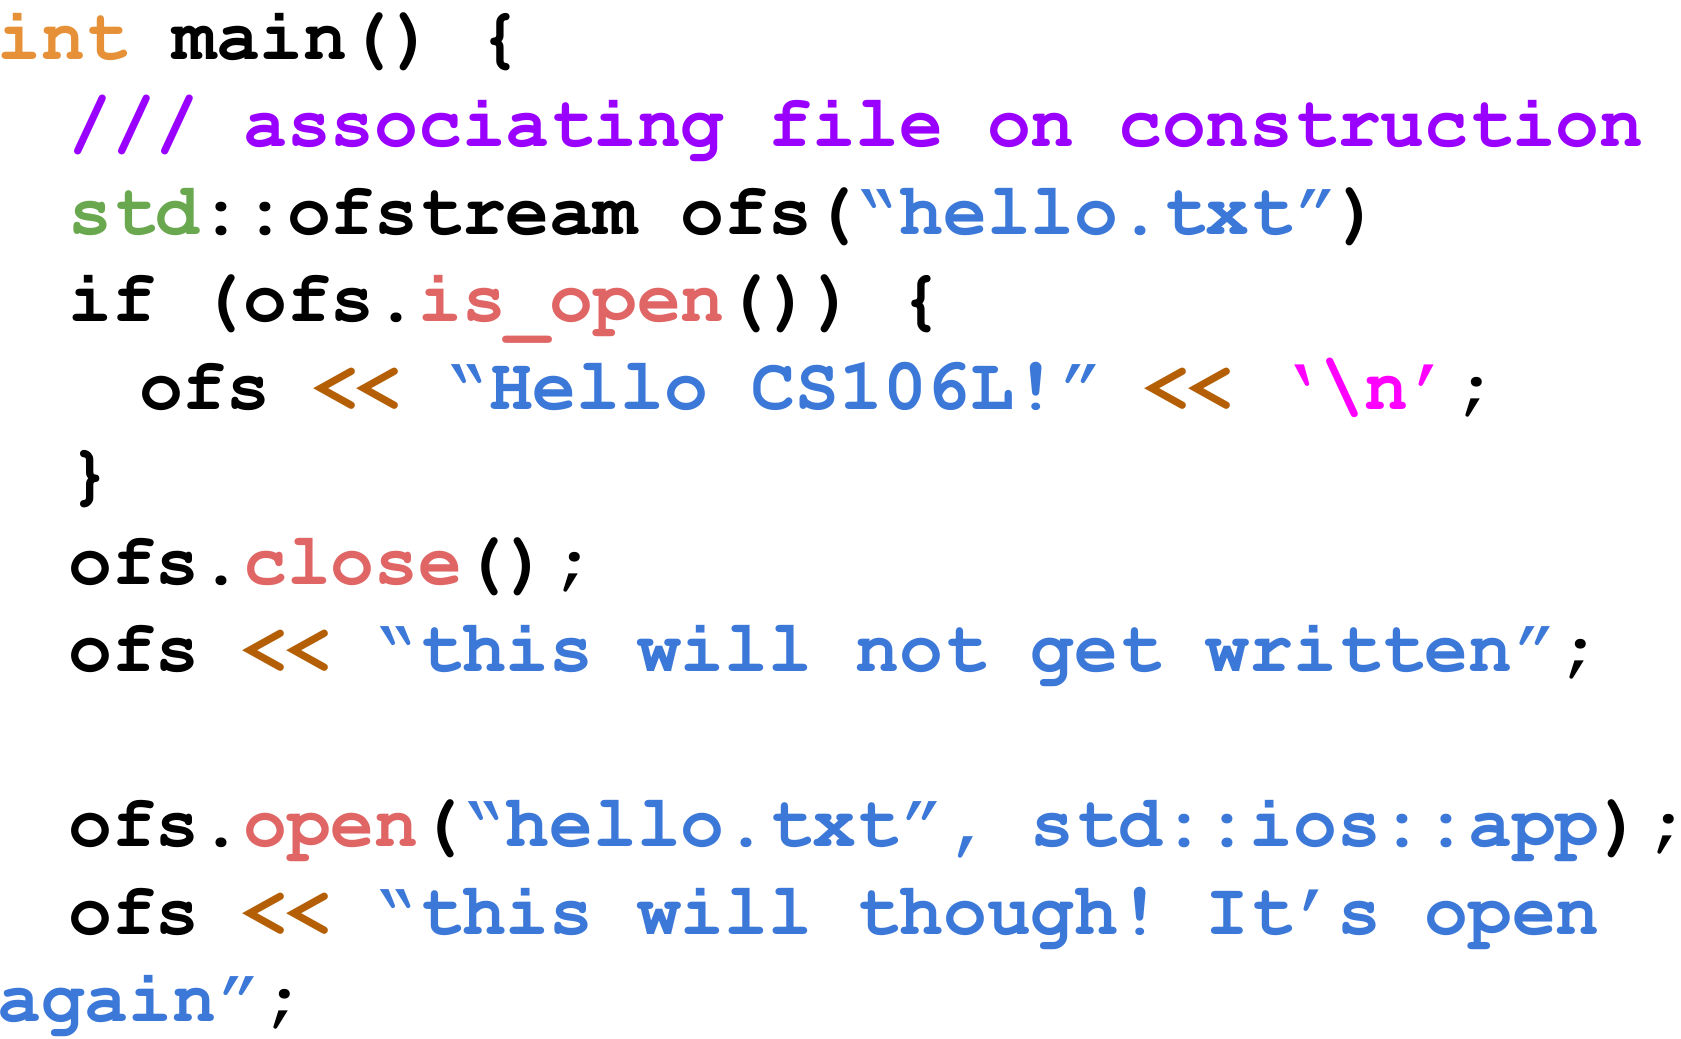 int main() {
  /// associating file on construction
  std::ofstream ofs(“hello.txt”)
  if (ofs.is_open()) {
    ofs << “Hello CS106L!” << ‘\n’;
  }
  ofs.close();
  ofs << “this will not get written”;

  ofs.open(“hello.txt”, std::ios::app);
  ofs << “this will though! It’s open
again”;